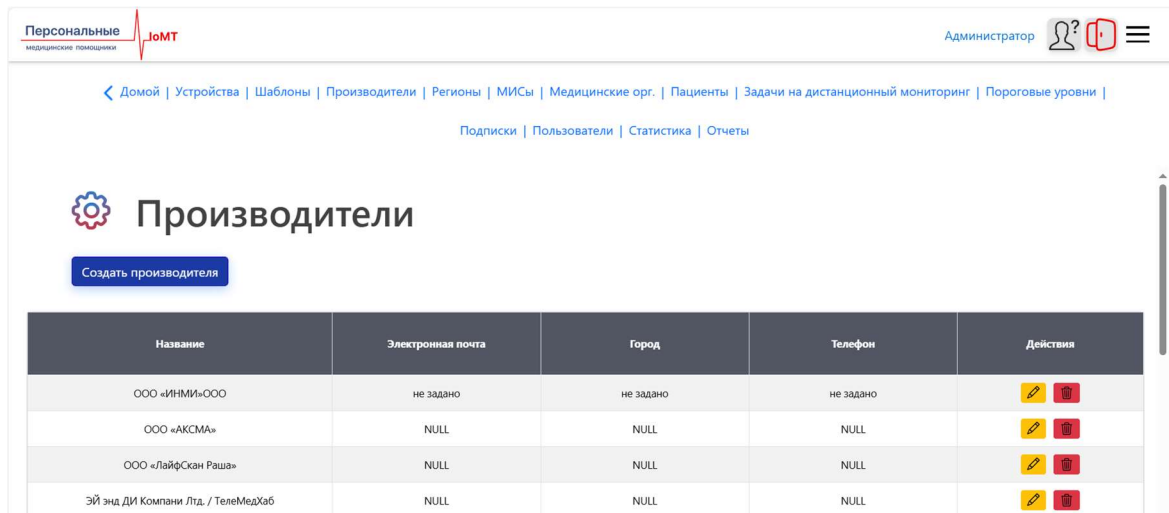 Персональные
медицинские помощники
IoMT
Администратор
?
Домой | Устройства | Шаблоны | Производители | Регионы | МИСы | Медицинские орг. | Пациенты | Задачи на дистанционный мониторинг | Пороговые уровни |
Подписки | Пользователи | Статистика | Отчеты
Производители
Создать производителя
Название Электронная почта Город Телефон Действия
ООО «ИНМИ»ООО не задано не задано не задано
ООО «АКСМА» NULL NULL NULL
ООО «ЛайфСкан Раша» NULL NULL NULL
ЭЙ энд ДИ Компани Лтд. / ТелеМедХаб NULL NULL NULL